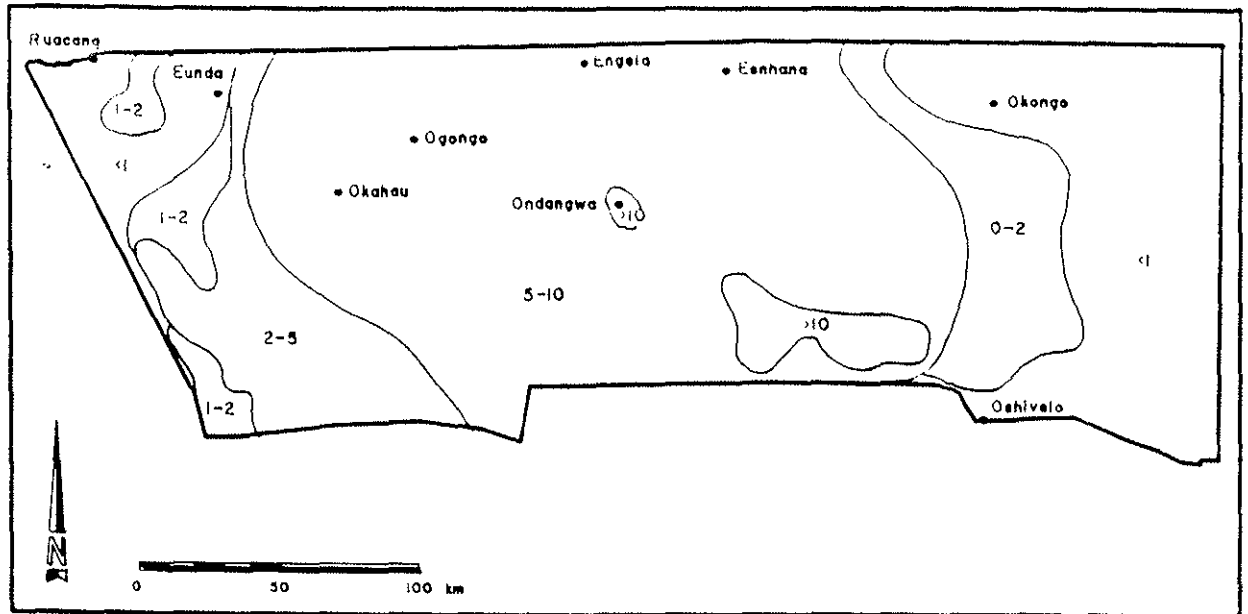 Ruacana
Eunda
Engela
Eenhana
1-2
Okongo
Ogongo
<1
Okahau
Ondangwa
>10
1-2
0-2
<1
5-10
>10
2-5
1-2
Oshivelo
N
0 50 100 km